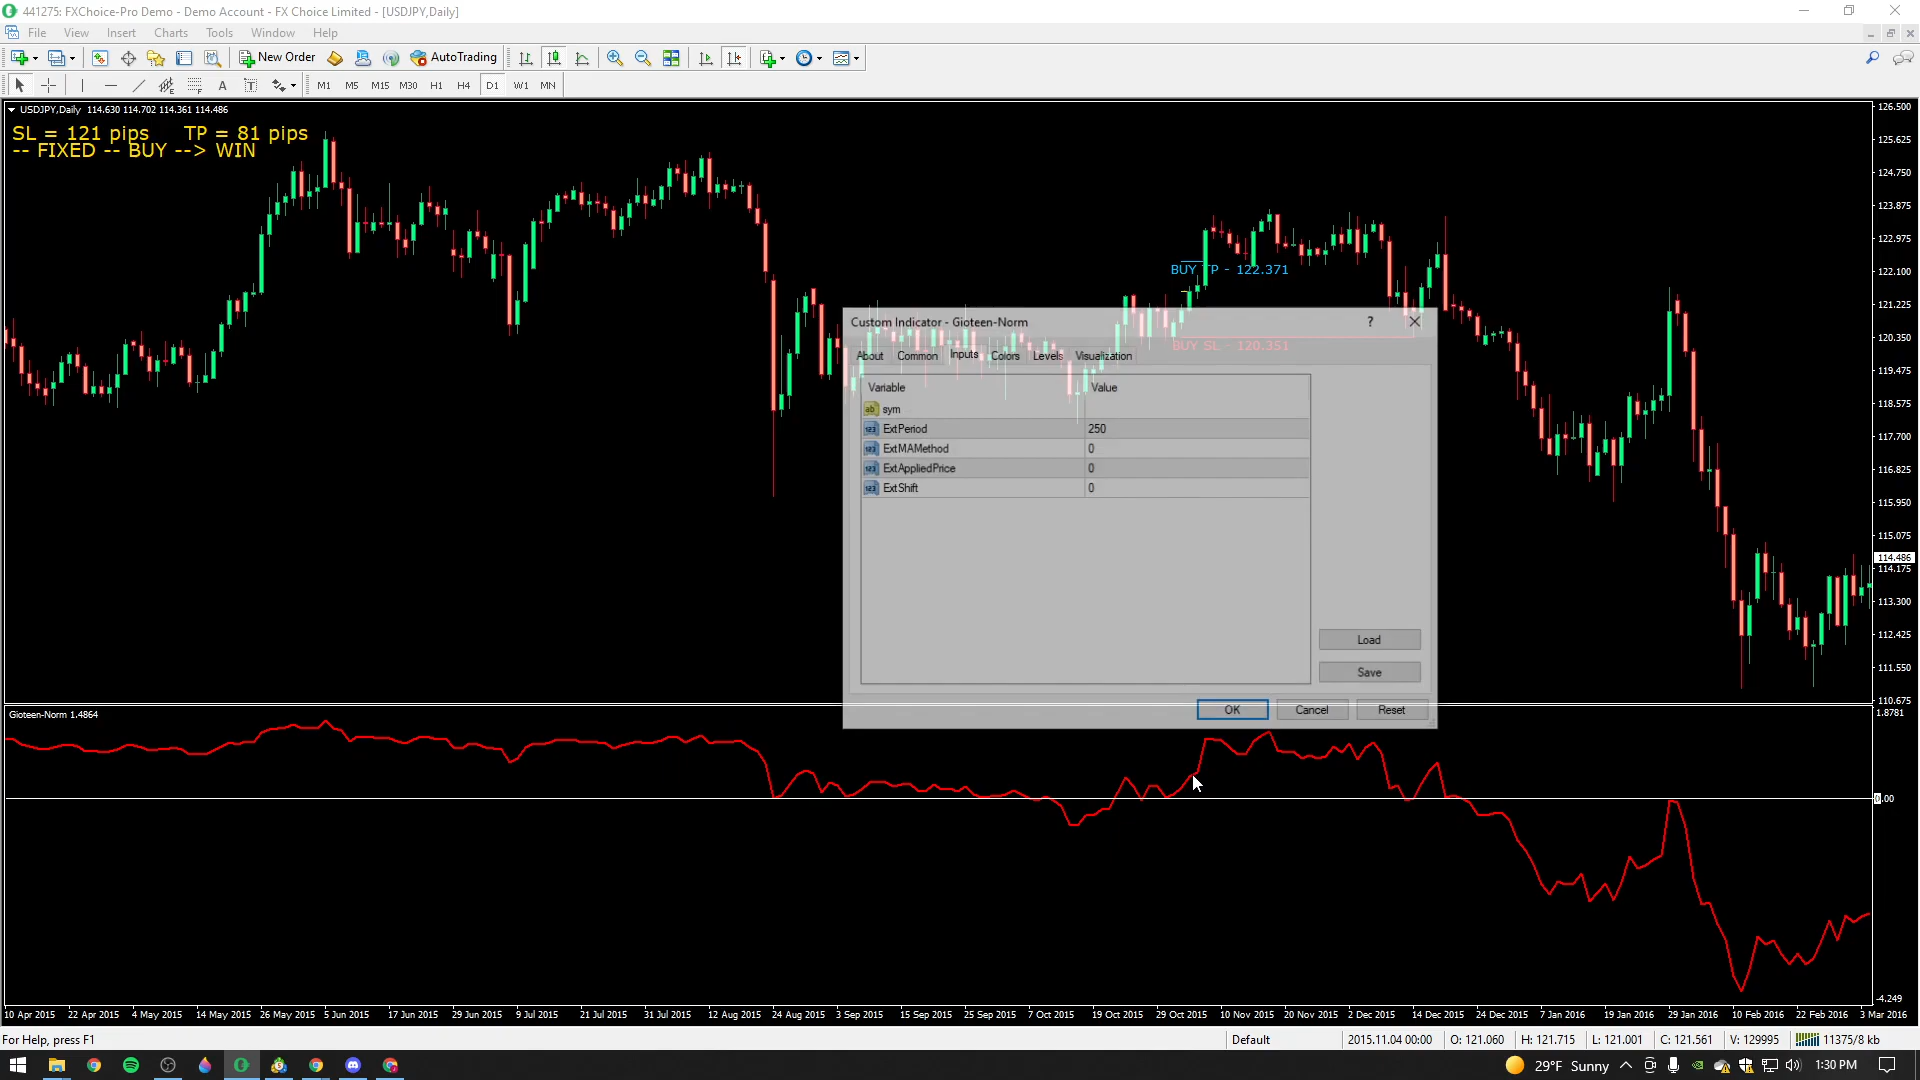 441275: FXChoice-Pro Demo - Demo Account - FX Choice Limited - [USDJPY,Daily]
File View Insert Charts Tools Window Help
New Order AutoTrading
A T M1 M5 M15 M30 H1 H4 D1 W1 MN
USDJPY,Daily 114.630 114.702 114.361 114.486
SL = 121 pips TP = 81 pips
-- FIXED -- BUY --> WIN
BUY TP - 122.371
BUY SL - 120.351
Custom Indicator - Gioteen-Norm ?
About Common Inputs Colors Levels Visualization
Variable Value
ab sym
123 ExtPeriod 250
123 ExtMAMethod 0
123 ExtAppliedPrice 0
123 ExtShift 0
Load
Save
OK Cancel Reset
126.500
125.625
124.750
123.875
122.975
122.100
121.225
120.350
119.475
118.575
117.700
116.825
115.950
115.075
114.486
114.175
113.300
112.425
111.550
110.675
Gioteen-Norm 1.4864
1.8781
0.00
-4.249
10 Apr 2015 22 Apr 2015 4 May 2015 14 May 2015 26 May 2015 5 Jun 2015 17 Jun 2015 29 Jun 2015 9 Jul 2015 21 Jul 2015 31 Jul 2015 12 Aug 2015 24 Aug 2015 3 Sep 2015 15 Sep 2015 25 Sep 2015 7 Oct 2015 19 Oct 2015 29 Oct 2015 10 Nov 2015 20 Nov 2015 2 Dec 2015 14 Dec 2015 24 Dec 2015 7 Jan 2016 19 Jan 2016 29 Jan 2016 10 Feb 2016 22 Feb 2016 3 Mar 2016
For Help, press F1 Default 2015.11.04 00:00 O: 121.060 H: 121.715 L: 121.001 C: 121.561 V: 129995 11375/8 kb
29°F Sunny 1:30 PM